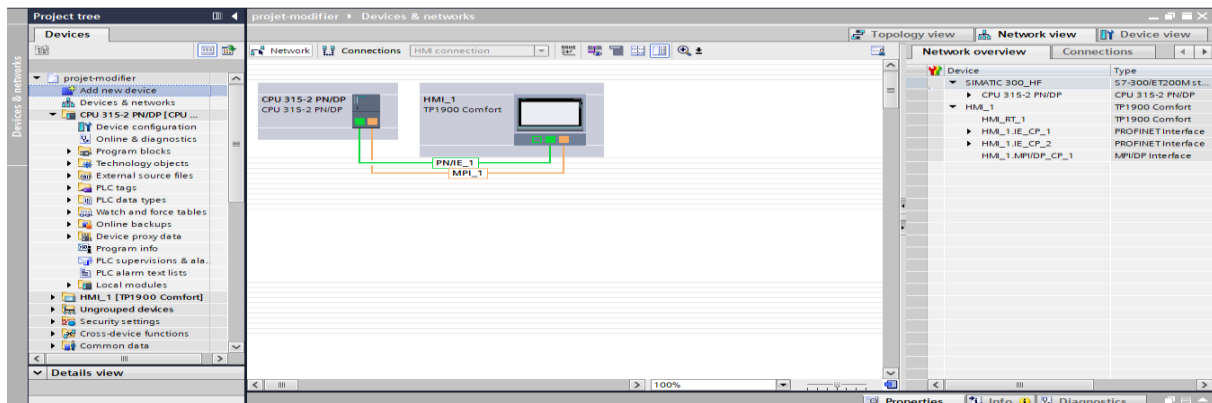 Project tree
projet-modifier ▸ Devices & networks
Devices
Topology view
Network view
Device view
Network
Connections
HMI connection
Network overview
Connections
Devices & networks
projet-modifier
Add new device
Devices & networks
CPU 315-2 PN/DP [CPU ...
Device configuration
Online & diagnostics
Program blocks
Technology objects
External source files
PLC tags
PLC data types
Watch and force tables
Online backups
Device proxy data
Program info
PLC supervisions & ala..
PLC alarm text lists
Local modules
HMI_1 [TP1900 Comfort]
Ungrouped devices
Security settings
Cross-device functions
Common data
Details view
CPU 315-2 PN/DP
CPU 315-2 PN/DP
HMI_1
TP1900 Comfort
PN/IE_1
MPI_1
100%
Device Type
SIMATIC 300_HF S7-300/ET200M st...
CPU 315-2 PN/DP CPU 315-2 PN/DP
HMI_1 TP1900 Comfort
HMI_RT_1 TP1900 Comfort
HMI_1.IE_CP_1 PROFINET Interface
HMI_1.IE_CP_2 PROFINET Interface
HMI_1.MPI/DP_CP_1 MPI/DP Interface
Properties
Info
Diagnostics